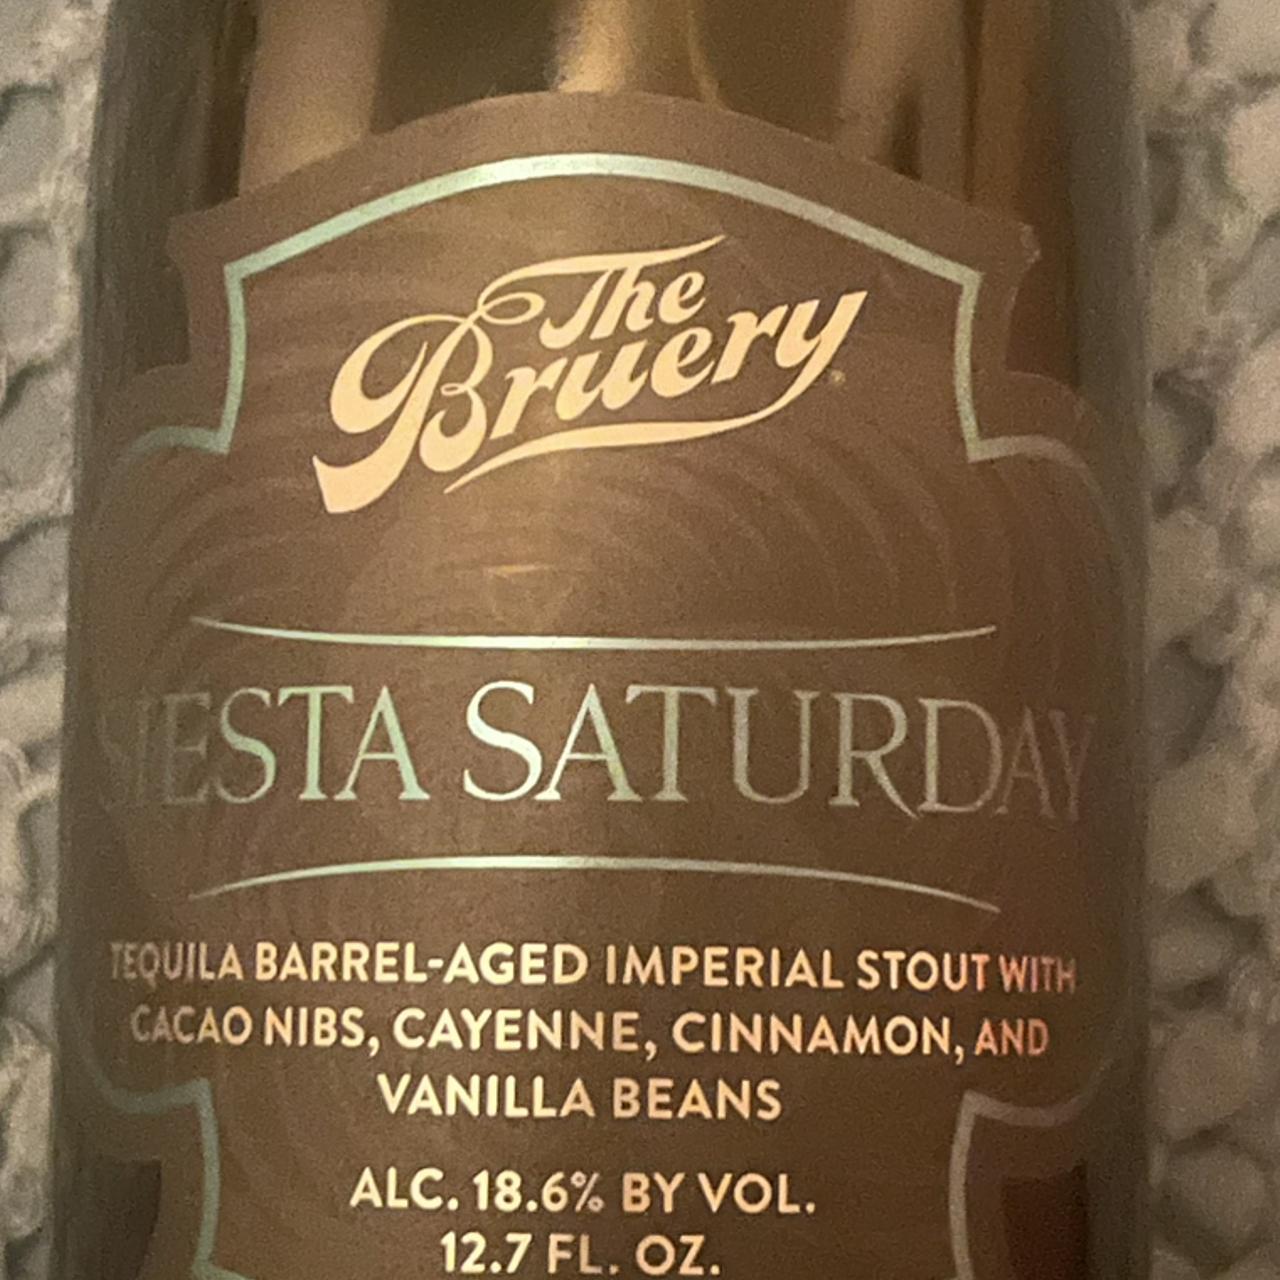 The
Bruery
SIESTA SATURDAY
TEQUILA BARREL-AGED IMPERIAL STOUT WITH
CACAO NIBS, CAYENNE, CINNAMON, AND
VANILLA BEANS
ALC. 18.6% BY VOL.
12.7 FL. OZ.